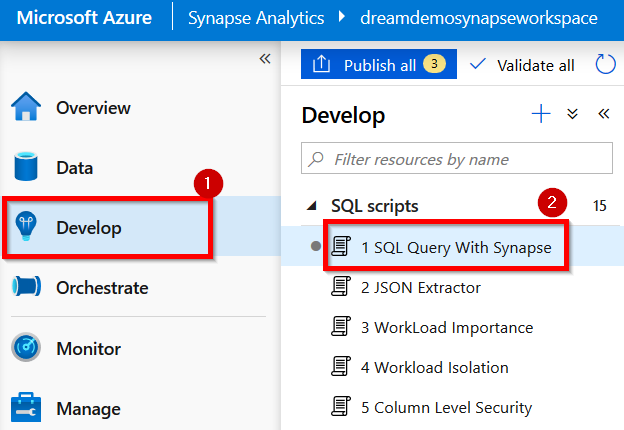 Microsoft Azure Synapse Analytics > dreamdemosynapseworkspace
Overview
Data
1
Develop
Orchestrate
Monitor
Manage
Publish all 3 Validate all
Develop
Filter resources by name
SQL scripts 2 15
1 SQL Query With Synapse
2 JSON Extractor
3 WorkLoad Importance
4 Workload Isolation
5 Column Level Security